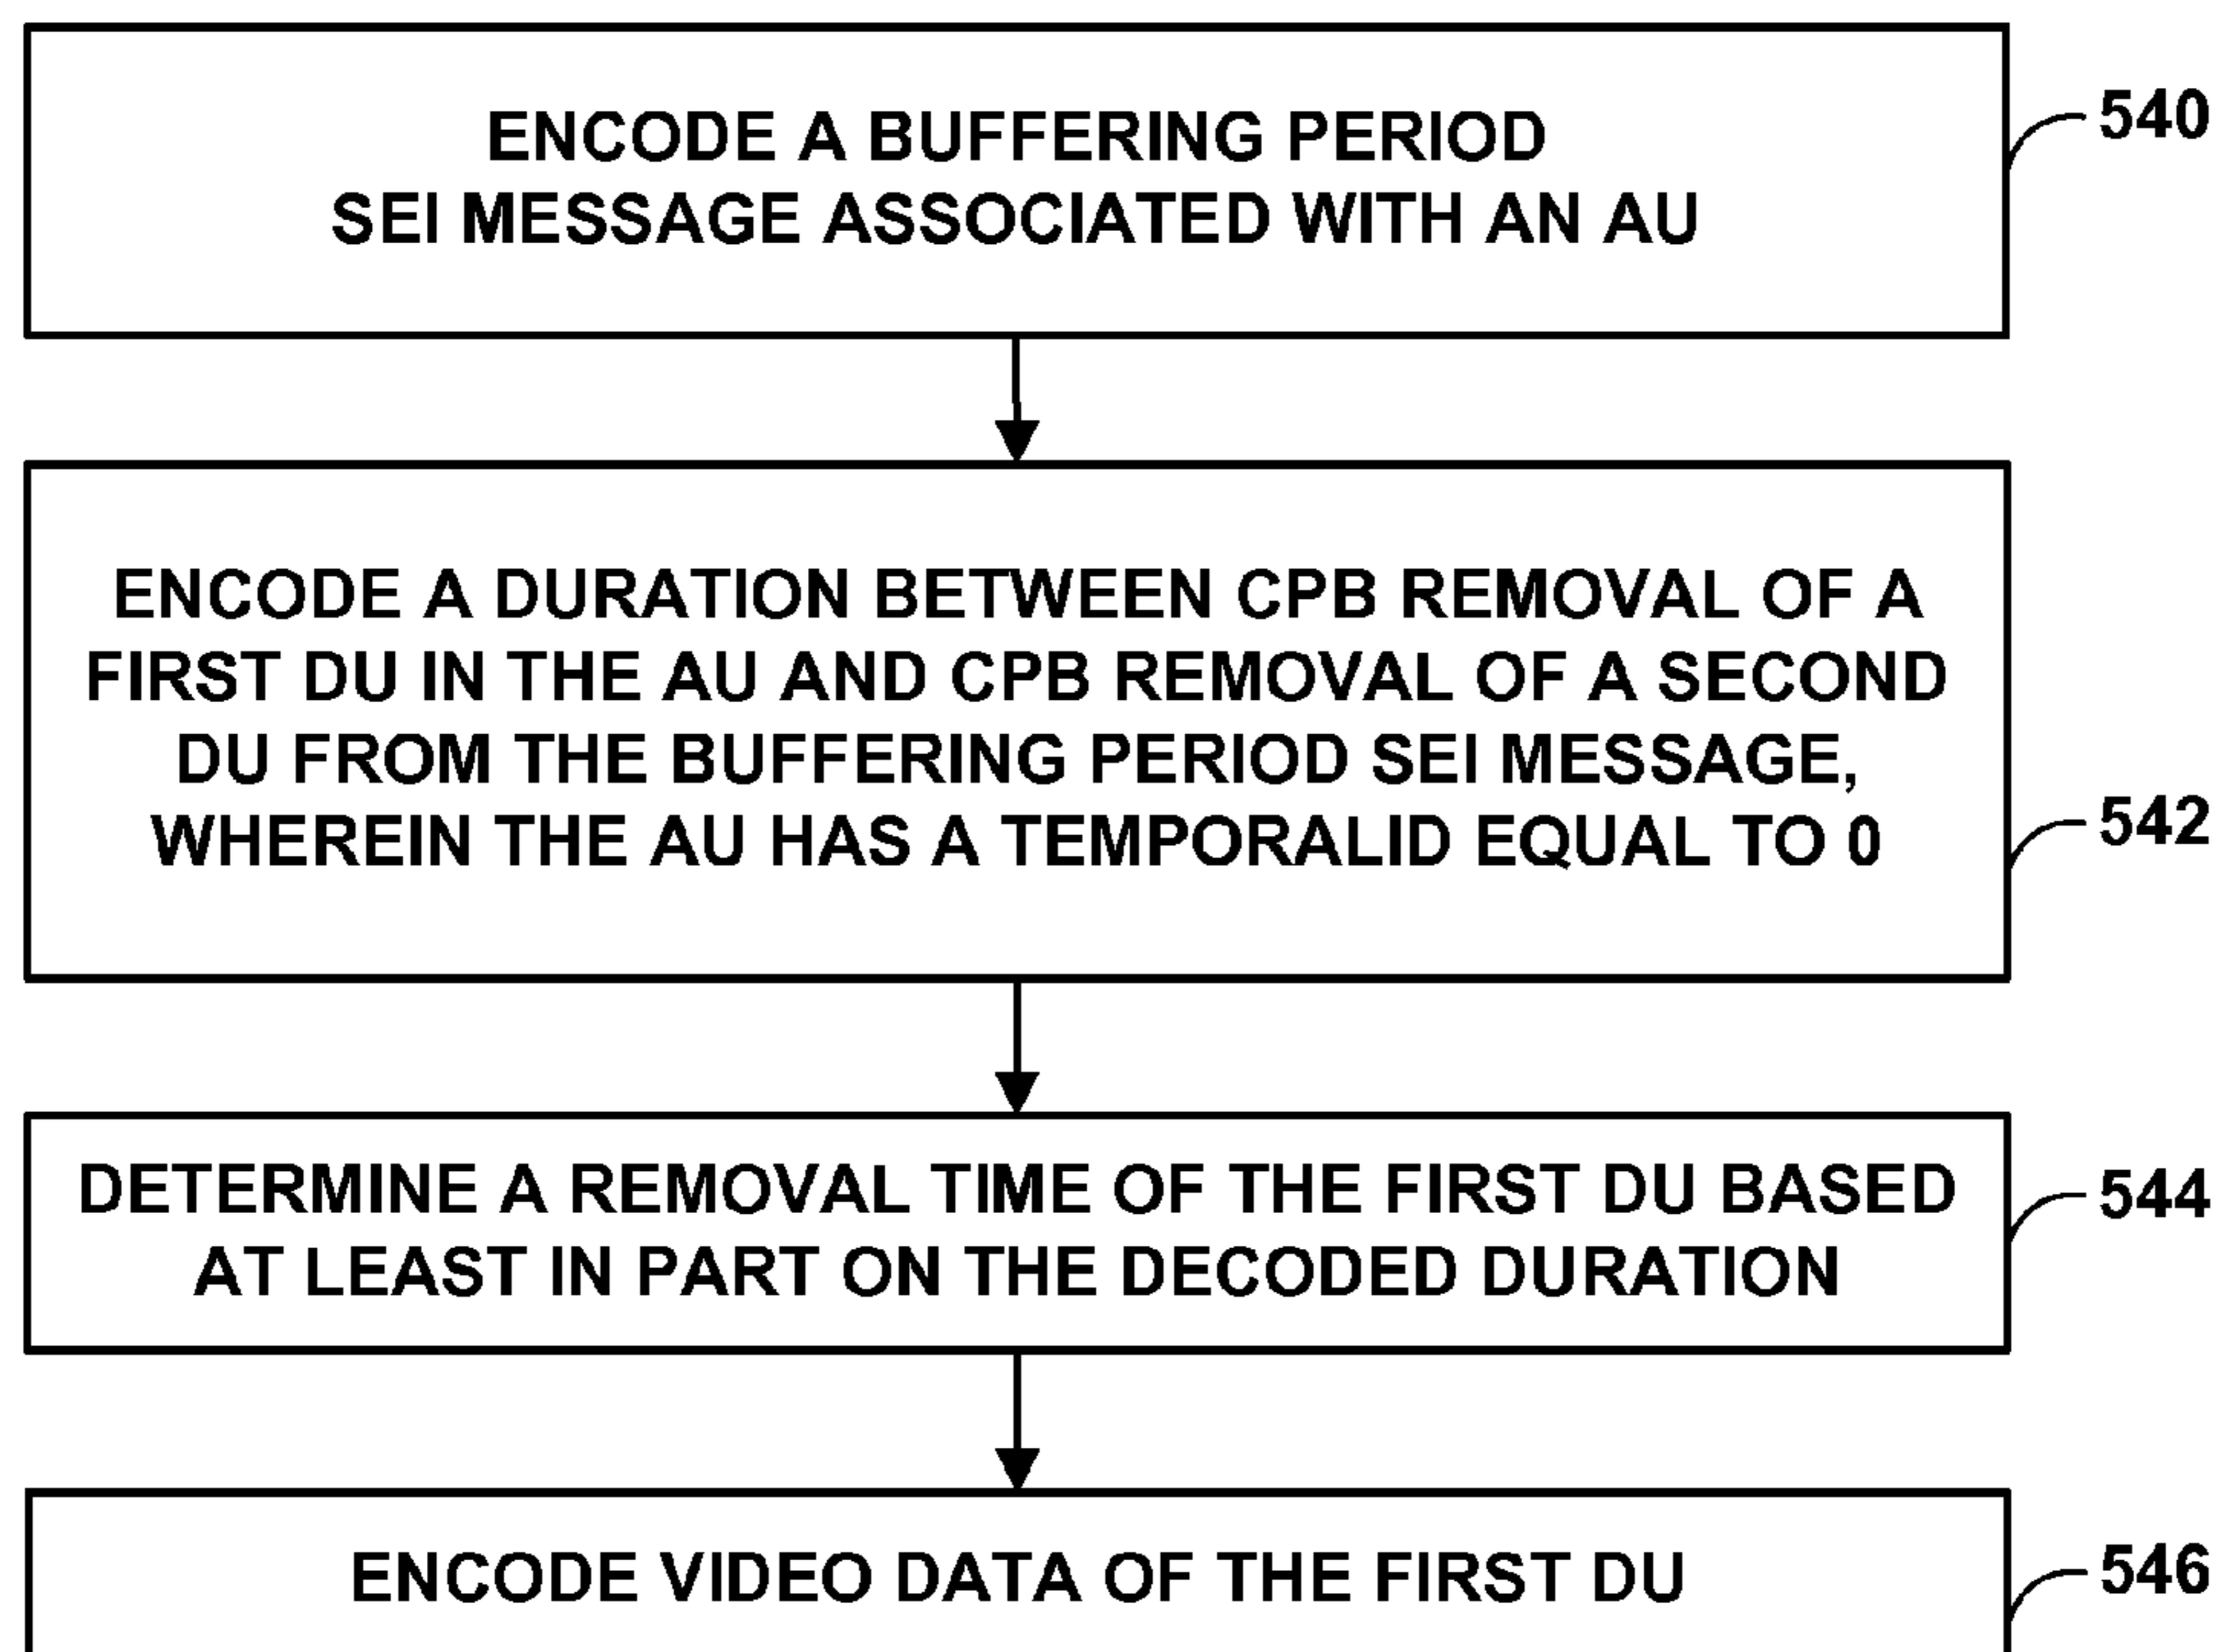 ENCODE A BUFFERING PERIOD
SEI MESSAGE ASSOCIATED WITH AN AU
540
ENCODE A DURATION BETWEEN CPB REMOVAL OF A
FIRST DU IN THE AU AND CPB REMOVAL OF A SECOND
DU FROM THE BUFFERING PERIOD SEI MESSAGE,
WHEREIN THE AU HAS A TEMPORALID EQUAL TO 0
542
DETERMINE A REMOVAL TIME OF THE FIRST DU BASED
AT LEAST IN PART ON THE DECODED DURATION
544
ENCODE VIDEO DATA OF THE FIRST DU
546